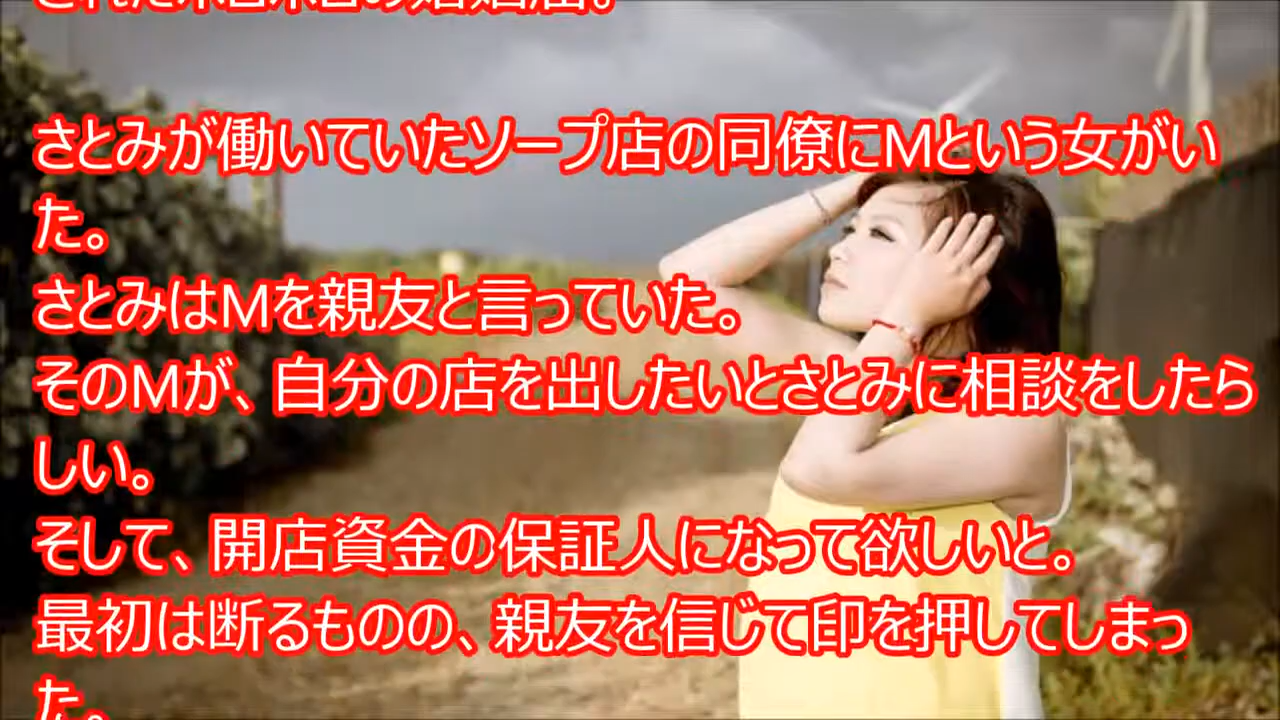 さとみが働いていたソープ店の同僚にMという女がい
た。
さとみはMを親友と言っていた。
そのMが、自分の店を出したいとさとみに相談をしたら
しい。
そして、開店資金の保証人になって欲しいと。
最初は断るものの、親友を信じて印を押してしまっ
た。